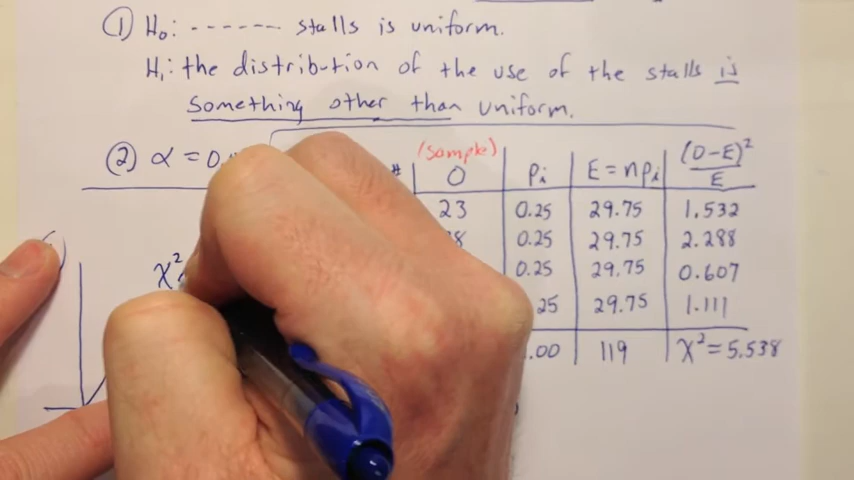 ① H₀: ------- stalls is uniform.
H₁: the distribution of the use of the stalls is
something other than uniform.
② α = 0.
(sample)
# O pᵢ E = npᵢ (O-E)²/E
23 0.25 29.75 1.532
8 0.25 29.75 2.288
0.25 29.75 0.607
25 29.75 1.111
.00 119 χ² = 5.538
χ²